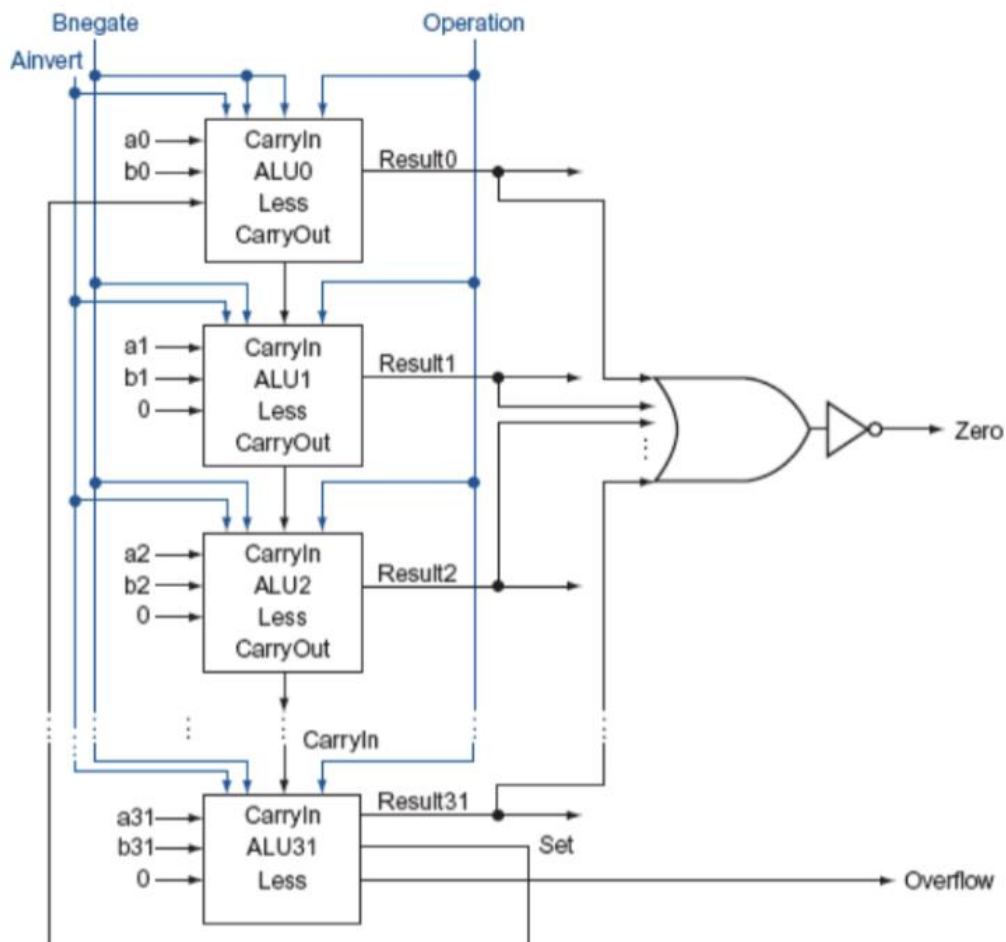 Bnegate
Operation
Ainvert
a0
b0
CarryIn
ALU0
Less
CarryOut
Result0
a1
b1
0
CarryIn
ALU1
Less
CarryOut
Result1
Zero
a2
b2
0
CarryIn
ALU2
Less
CarryOut
Result2
CarryIn
a31
b31
0
CarryIn
ALU31
Less
Result31
Set
Overflow